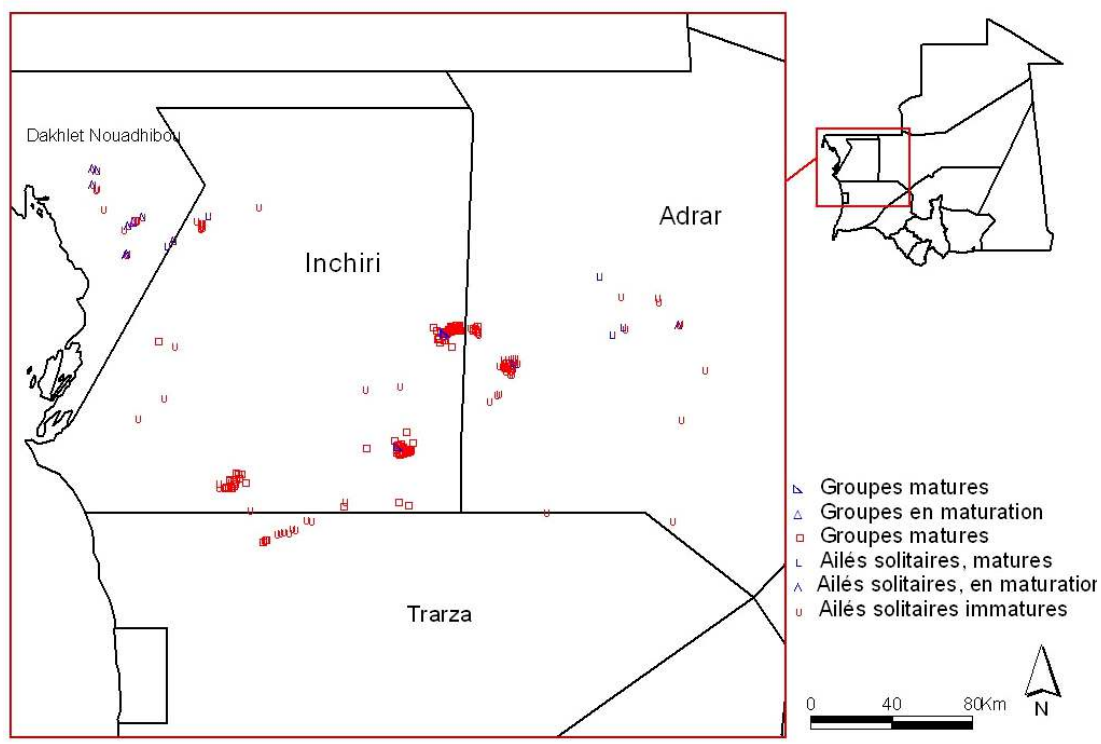 Dakhlet Nouadhibou
Adrar
Inchiri
Trarza
Groupes matures
Groupes en maturation
Groupes matures
Ailés solitaires, matures
Ailés solitaires, en maturation
Ailés solitaires immatures
0 40 80Km
N